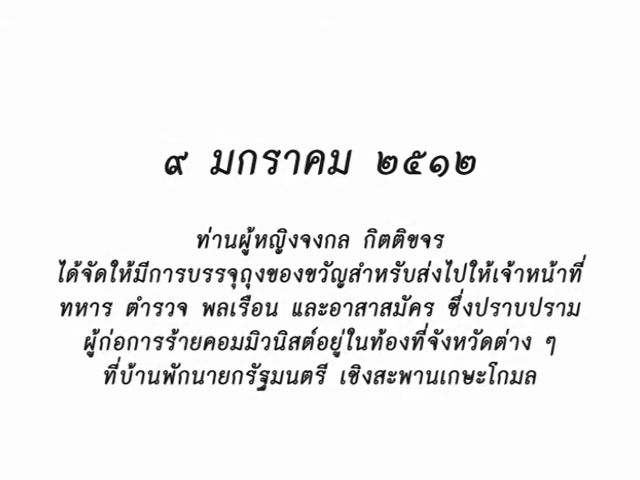 ๙ มกราคม ๒๕๑๒
ท่านผู้หญิงจงกล กิตติขจร
ได้จัดให้มีการบรรจุถุงของขวัญสำหรับส่งไปให้เจ้าหน้าที่
ทหาร ตำรวจ พลเรือน และอาสาสมัคร ซึ่งปราบปราม
ผู้ก่อการร้ายคอมมิวนิสต์อยู่ในท้องที่จังหวัดต่าง ๆ
ที่บ้านพักนายกรัฐมนตรี เชิงสะพานเกษะโกมล